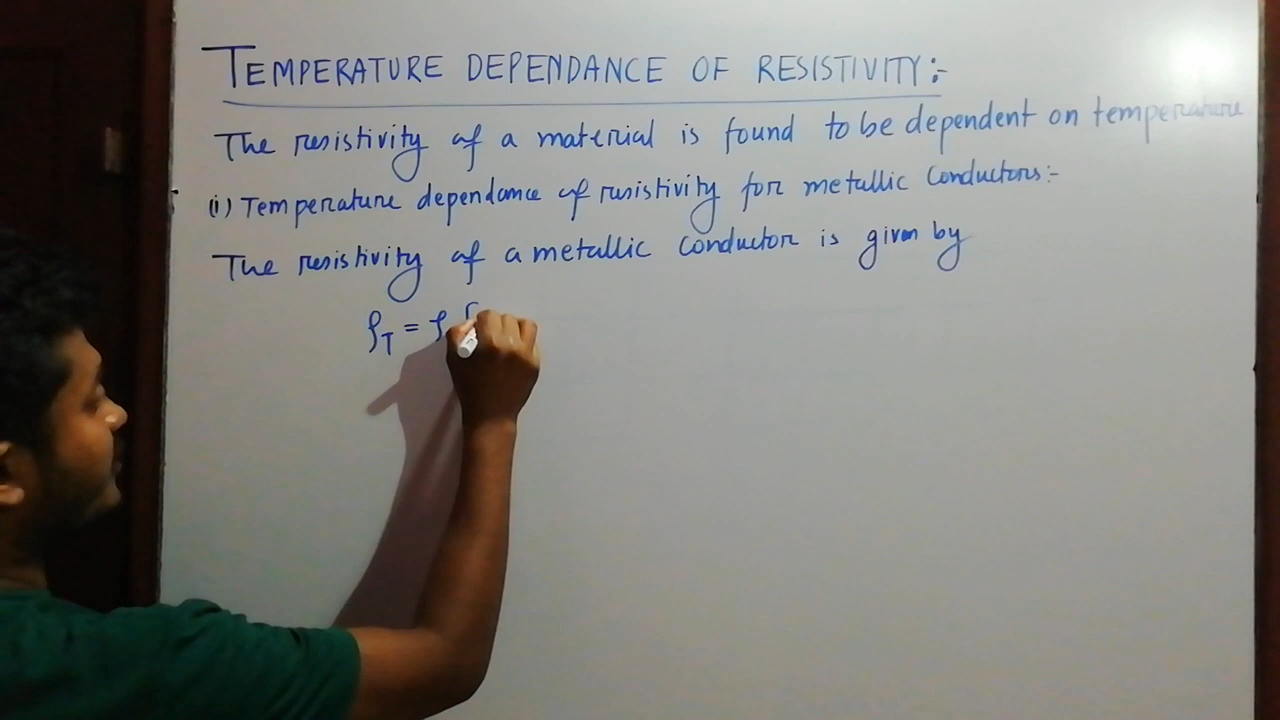 TEMPERATURE DEPENDANCE OF RESISTIVITY:-
The resistivity of a material is found to be dependent on temperature
(i) Temperature dependance of resistivity for metallic conductors:-
The resistivity of a metallic conductor is given by
ρT = ρ [